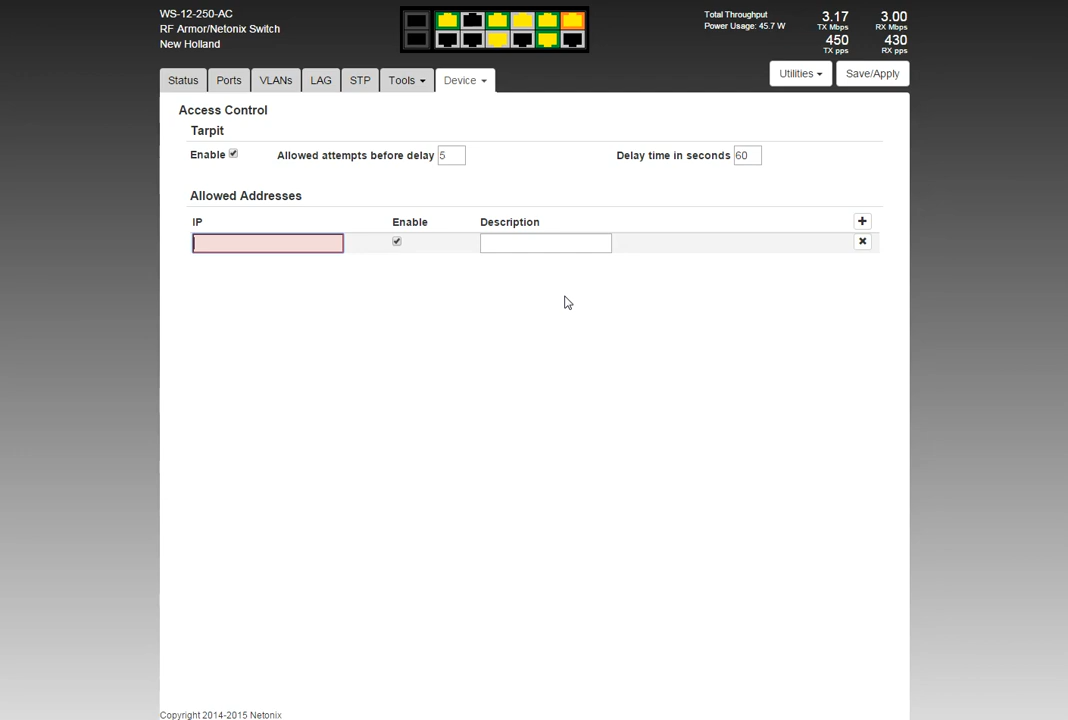 WS-12-250-AC
RF Armor/Netonix Switch
New Holland
Total Throughput
Power Usage: 45.7 W
3.17 3.00
TX Mbps RX Mbps
450 430
TX pps RX pps
Status Ports VLANs LAG STP Tools Device
Utilities Save/Apply
Access Control
Tarpit
Enable Allowed attempts before delay 5 Delay time in seconds 60
Allowed Addresses
IP Enable Description
Copyright 2014-2015 Netonix